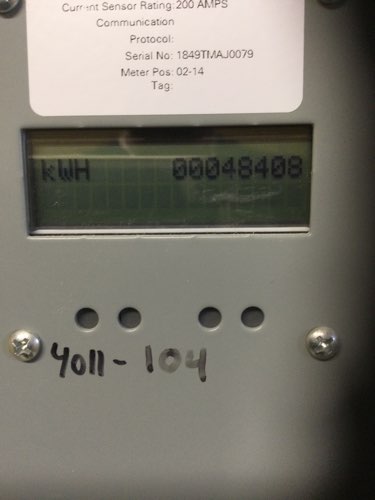 Current Sensor Rating: 200 AMPS
Communication
Protocol:
Serial No: 1849TMAJ0079
Meter Pos: 02-14
Tag:
kWH 00048408
4011-104